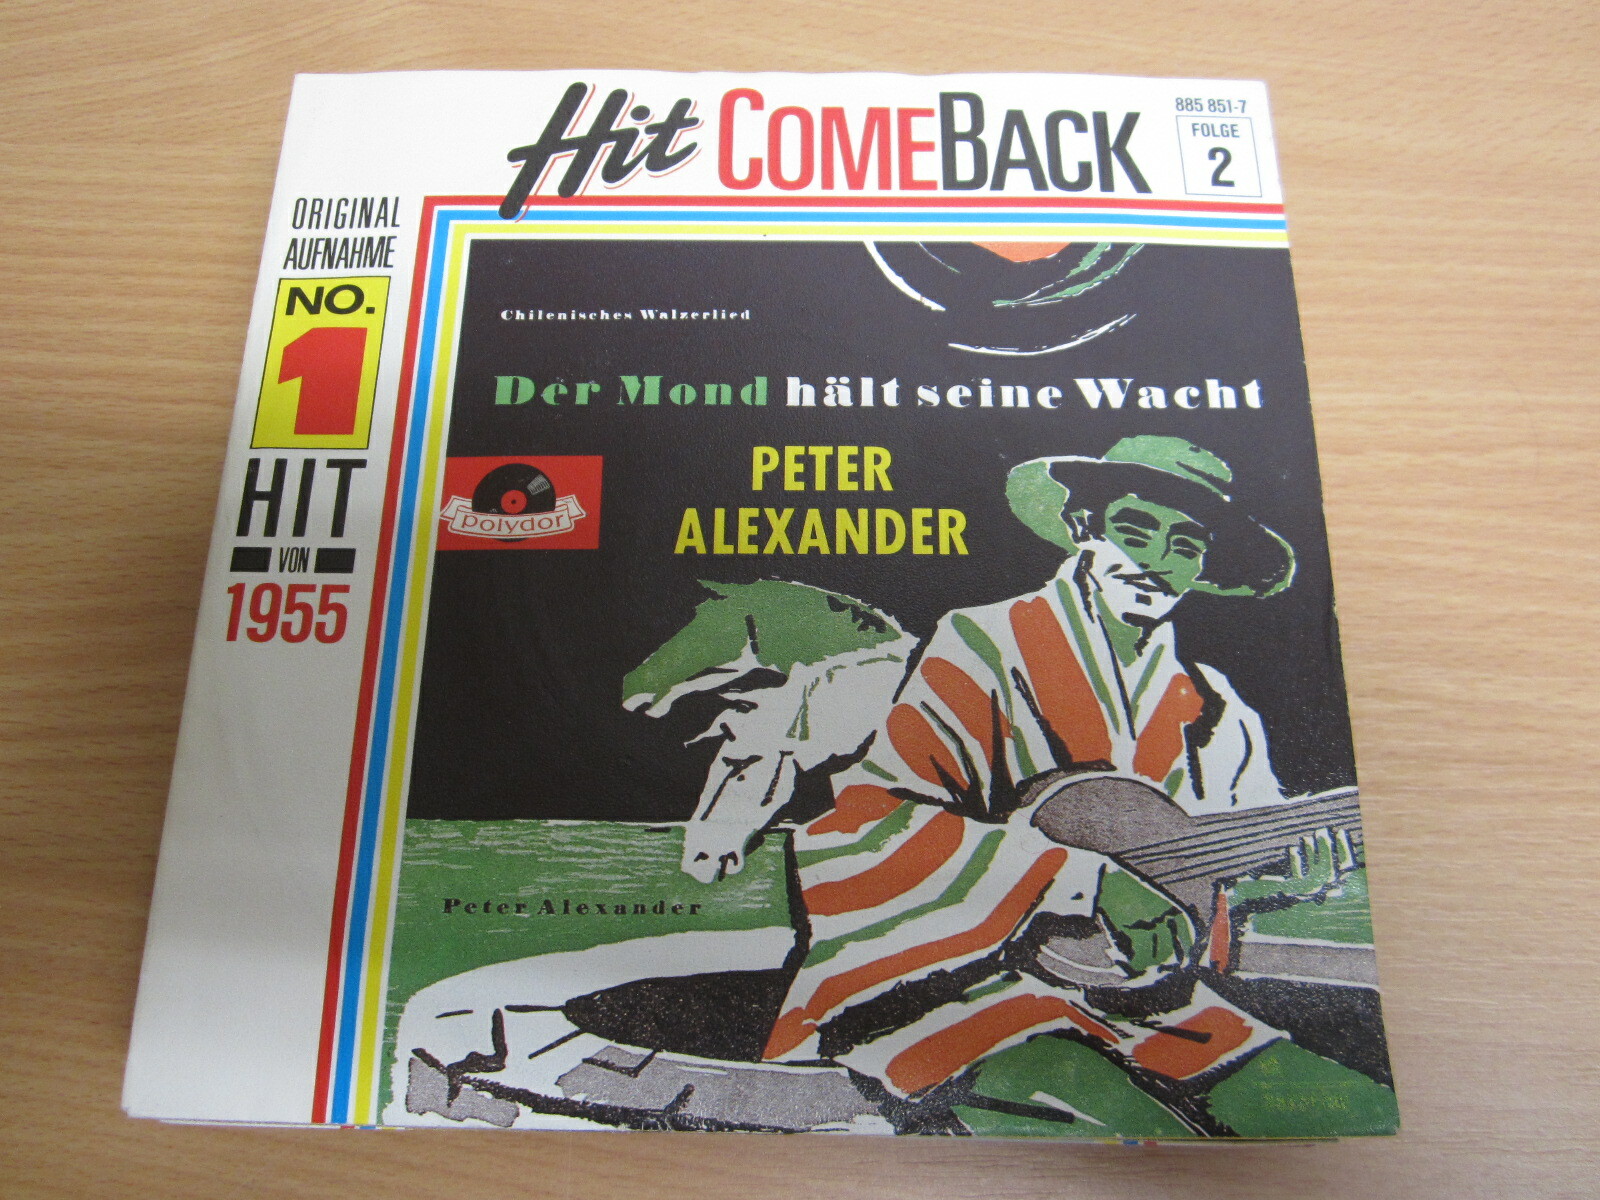 Hit COMEBACK
885 851-7
FOLGE
2
ORIGINAL
AUFNAHME
NO.
1
HIT
VON
1955
Chilenisches Walzerlied
Der Mond hält seine Wacht
PETER
ALEXANDER
polydor
Peter Alexander